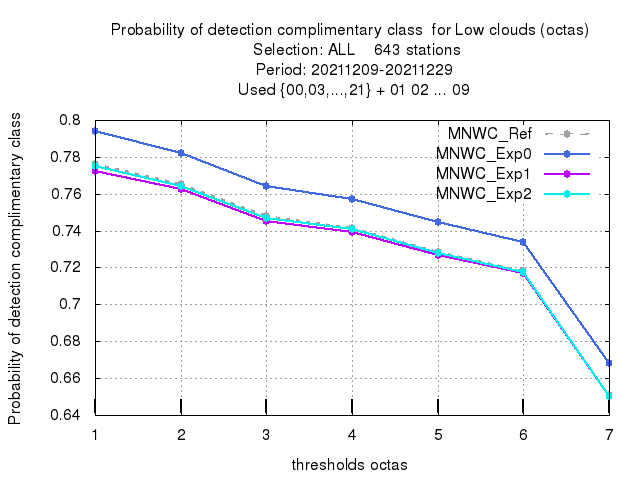 Probability of detection complimentary class  for Low clouds (octas)
Selection: ALL    643 stations
Period: 20211209-20211229
Used {00,03,...,21} + 01 02 ... 09
Probability of detection complimentary class
0.8
0.78
0.76
0.74
0.72
0.7
0.68
0.66
0.64
MNWC_Ref
MNWC_Exp0
MNWC_Exp1
MNWC_Exp2
1 2 3 4 5 6 7
thresholds octas